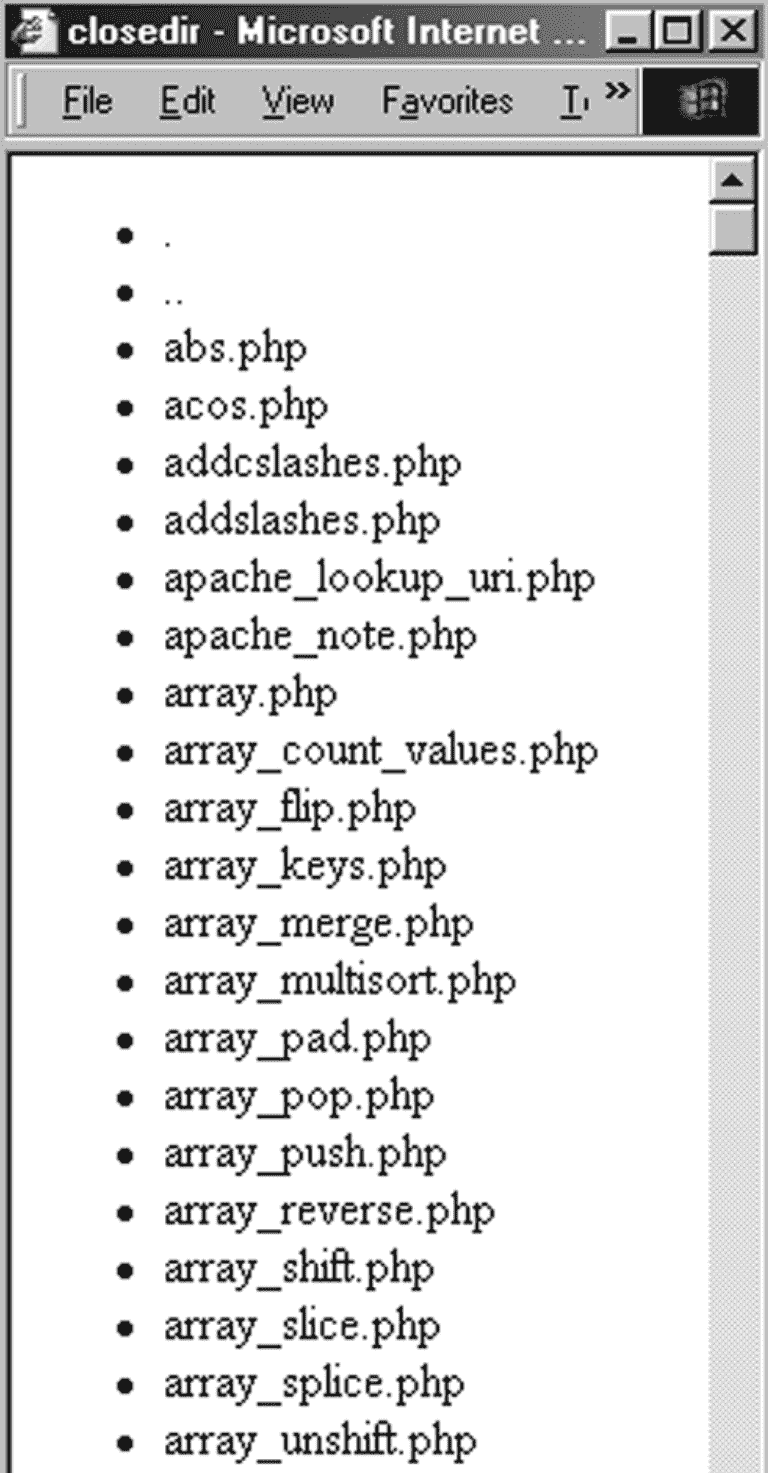 closedir - Microsoft Internet ...
File Edit View Favorites »
.
..
abs.php
acos.php
addcslashes.php
addslashes.php
apache_lookup_uri.php
apache_note.php
array.php
array_count_values.php
array_flip.php
array_keys.php
array_merge.php
array_multisort.php
array_pad.php
array_pop.php
array_push.php
array_reverse.php
array_shift.php
array_slice.php
array_splice.php
array_unshift.php